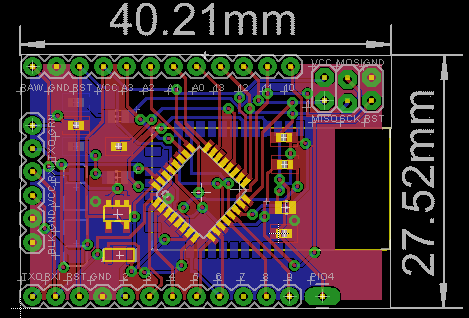 40.21mm
VCC MOSI GND
RAW GND RST VCC A3 A2 A1 A0 13 12 11 10
MISO SCK RST
27.52mm
BLK GND VCC RXI TXO GRN
TXO RXI RST GND 2 3 4 5 6 7 8 9 PIO4